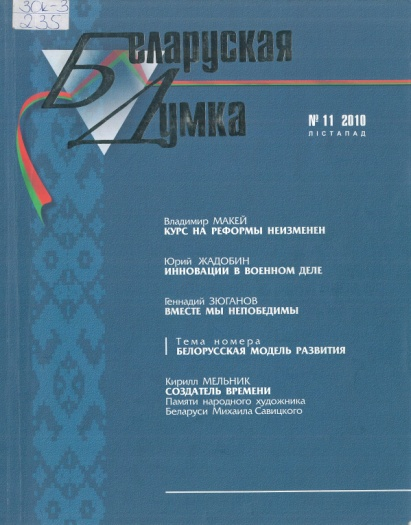 30к-3
235
Беларуская
Думка
№ 11 2010
ЛІСТАПАД
Владимир МАКЕЙ
КУРС НА РЕФОРМЫ НЕИЗМЕНЕН
Юрий ЖАДОБИН
ИННОВАЦИИ В ВОЕННОМ ДЕЛЕ
Геннадий ЗЮГАНОВ
ВМЕСТЕ МЫ НЕПОБЕДИМЫ
Тема номера
БЕЛОРУССКАЯ МОДЕЛЬ РАЗВИТИЯ
Кирилл МЕЛЬНИК
СОЗДАТЕЛЬ ВРЕМЕНИ
Памяти народного художника
Беларуси Михаила Савицкого